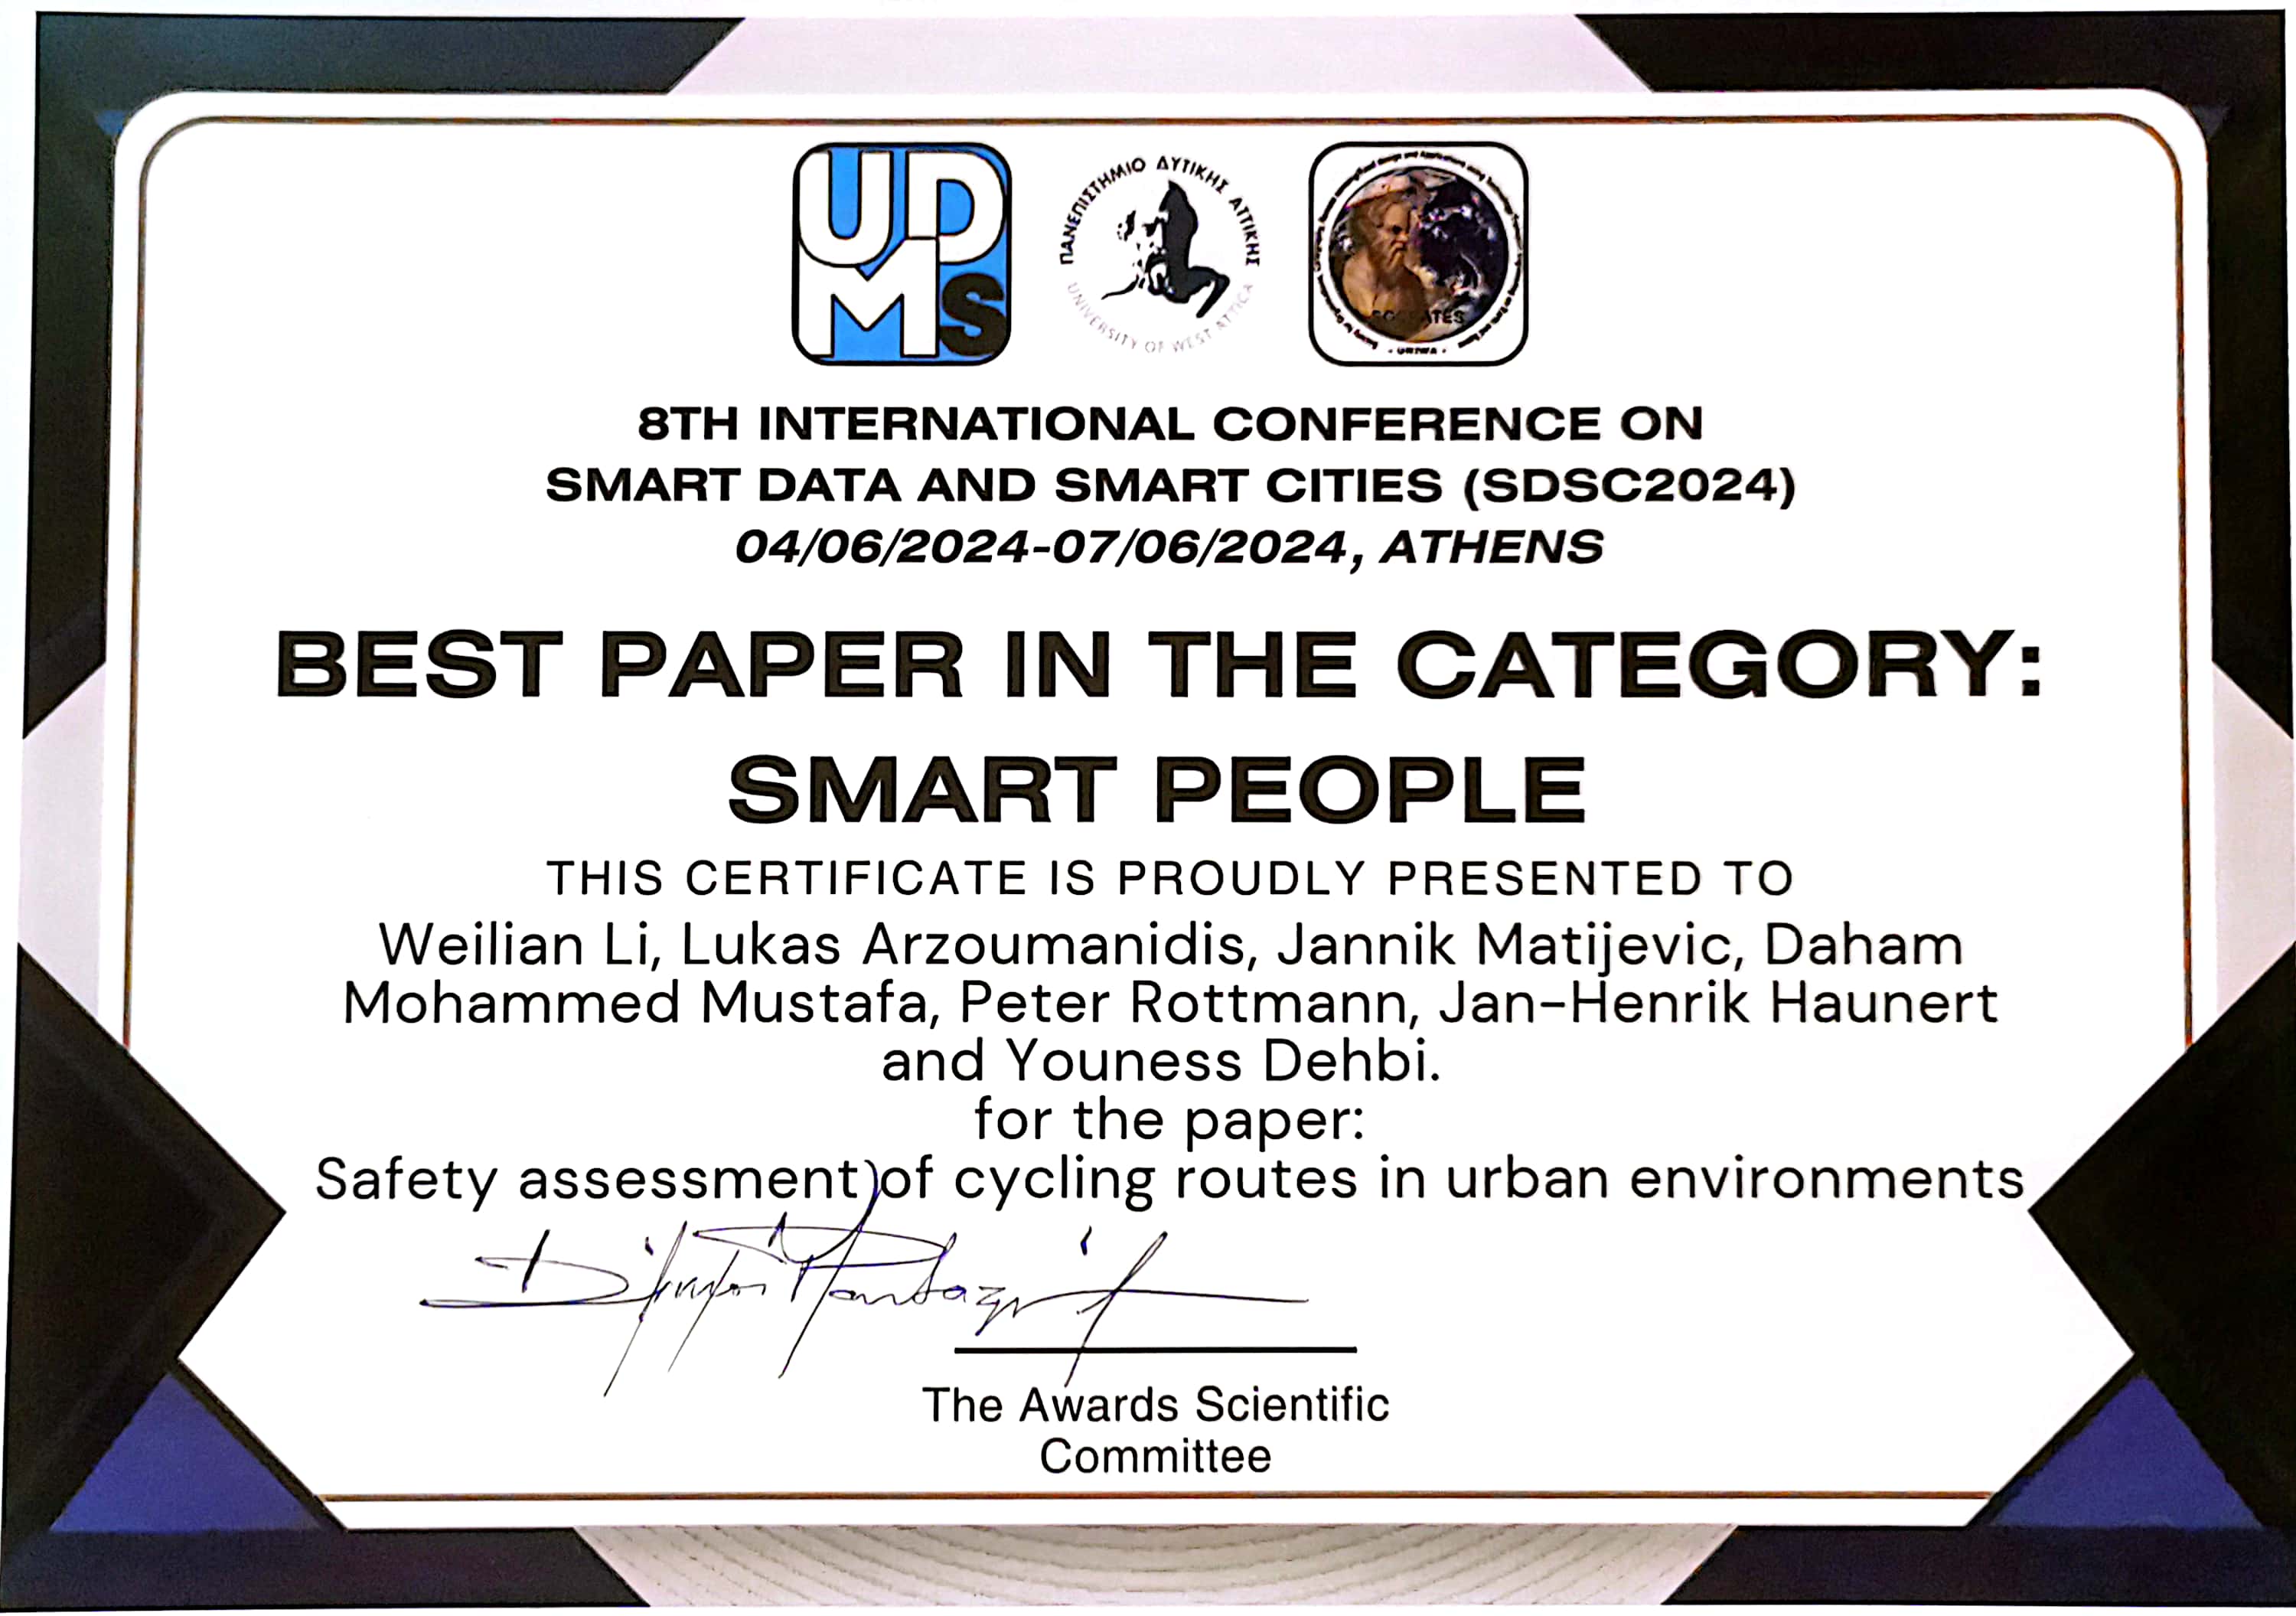 UDMS
ΠΑΝΕΠΙΣΤΗΜΙΟ ΔΥΤΙΚΗΣ ΑΤΤΙΚΗΣ
UNIVERSITY OF WEST ATTICA
SOCRATES
8TH INTERNATIONAL CONFERENCE ON
SMART DATA AND SMART CITIES (SDSC2024)
04/06/2024-07/06/2024, ATHENS
BEST PAPER IN THE CATEGORY:
SMART PEOPLE
THIS CERTIFICATE IS PROUDLY PRESENTED TO
Weilian Li, Lukas Arzoumanidis, Jannik Matijevic, Daham
Mohammed Mustafa, Peter Rottmann, Jan-Henrik Haunert
and Youness Dehbi.
for the paper:
Safety assessment of cycling routes in urban environments
The Awards Scientific
Committee